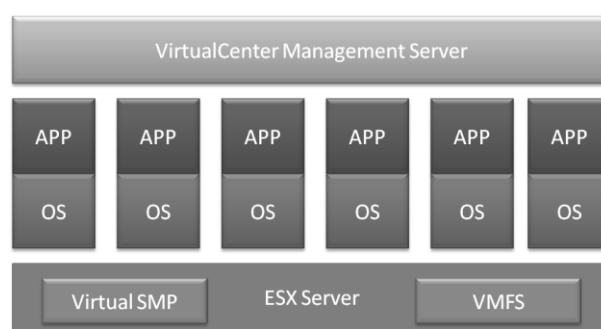 VirtualCenter Management Server
APP APP APP APP APP APP
OS OS OS OS OS OS
Virtual SMP ESX Server VMFS